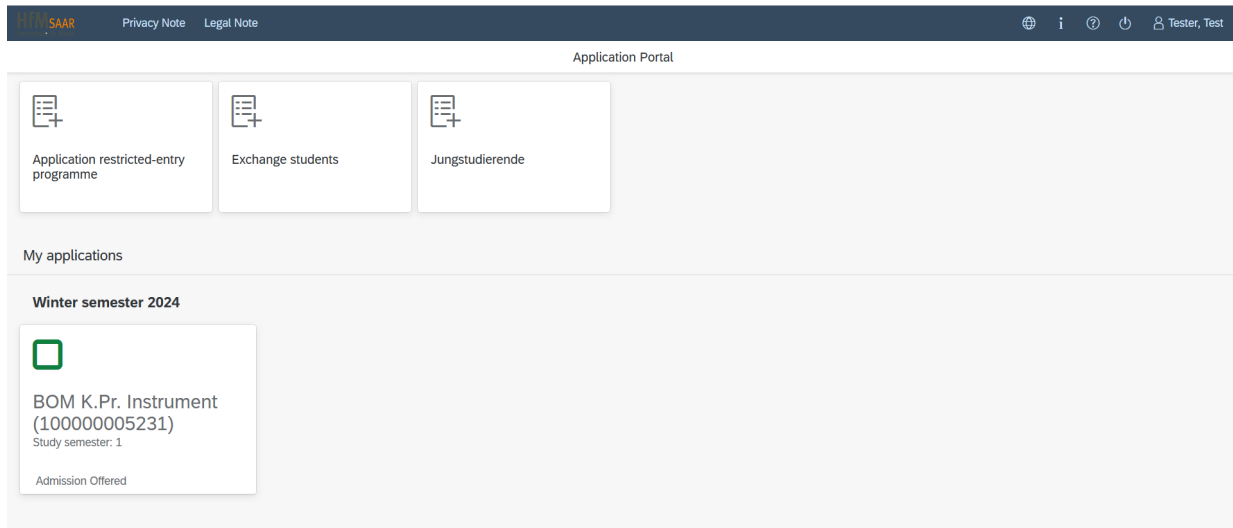 HfM SAAR Privacy Note Legal Note Tester, Test
Application Portal
Application restricted-entry
programme
Exchange students
Jungstudierende
My applications
Winter semester 2024
BOM K.Pr. Instrument
(100000005231)
Study semester: 1
Admission Offered